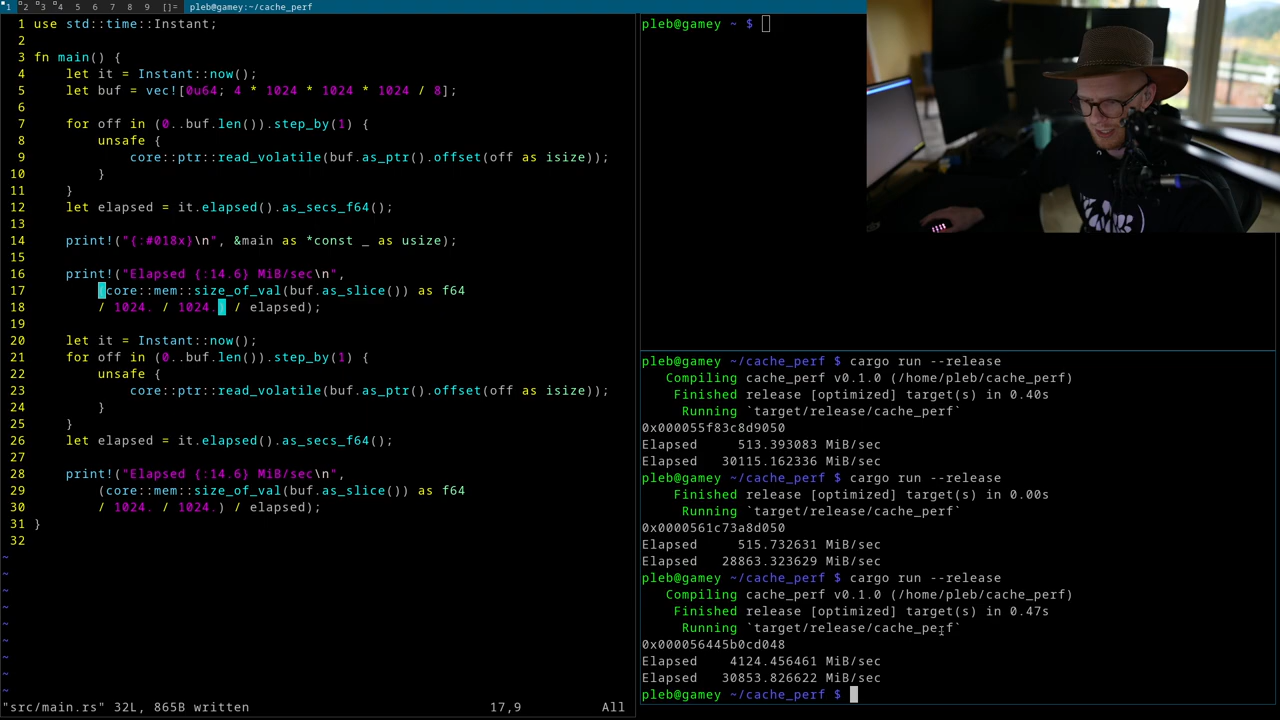 1 2 3 4 5 6 7 8 9 []= pleb@gamey:~/cache_perf
1 use std::time::Instant;
2
3 fn main() {
4 let it = Instant::now();
5 let buf = vec![0u64; 4 * 1024 * 1024 * 1024 / 8];
6
7 for off in (0..buf.len()).step_by(1) {
8 unsafe {
9 core::ptr::read_volatile(buf.as_ptr().offset(off as isize));
10 }
11 }
12 let elapsed = it.elapsed().as_secs_f64();
13
14 print!("{:#018x}\n", &main as *const _ as usize);
15
16 print!("Elapsed {:14.6} MiB/sec\n",
17 (core::mem::size_of_val(buf.as_slice()) as f64
18 / 1024. / 1024.) / elapsed);
19
20 let it = Instant::now();
21 for off in (0..buf.len()).step_by(1) {
22 unsafe {
23 core::ptr::read_volatile(buf.as_ptr().offset(off as isize));
24 }
25 }
26 let elapsed = it.elapsed().as_secs_f64();
27
28 print!("Elapsed {:14.6} MiB/sec\n",
29 (core::mem::size_of_val(buf.as_slice()) as f64
30 / 1024. / 1024.) / elapsed);
31 }
32
~
~
~
~
~
~
~
~
~
"src/main.rs" 32L, 865B written 17,9 All
pleb@gamey ~ $
pleb@gamey ~/cache_perf $ cargo run --release
Compiling cache_perf v0.1.0 (/home/pleb/cache_perf)
Finished release [optimized] target(s) in 0.40s
Running `target/release/cache_perf`
0x000055f83c8d9050
Elapsed 513.393083 MiB/sec
Elapsed 30115.162336 MiB/sec
pleb@gamey ~/cache_perf $ cargo run --release
Finished release [optimized] target(s) in 0.00s
Running `target/release/cache_perf`
0x0000561c73a8d050
Elapsed 515.732631 MiB/sec
Elapsed 28863.323629 MiB/sec
pleb@gamey ~/cache_perf $ cargo run --release
Compiling cache_perf v0.1.0 (/home/pleb/cache_perf)
Finished release [optimized] target(s) in 0.47s
Running `target/release/cache_perf`
0x000056445b0cd048
Elapsed 4124.456461 MiB/sec
Elapsed 30853.826622 MiB/sec
pleb@gamey ~/cache_perf $